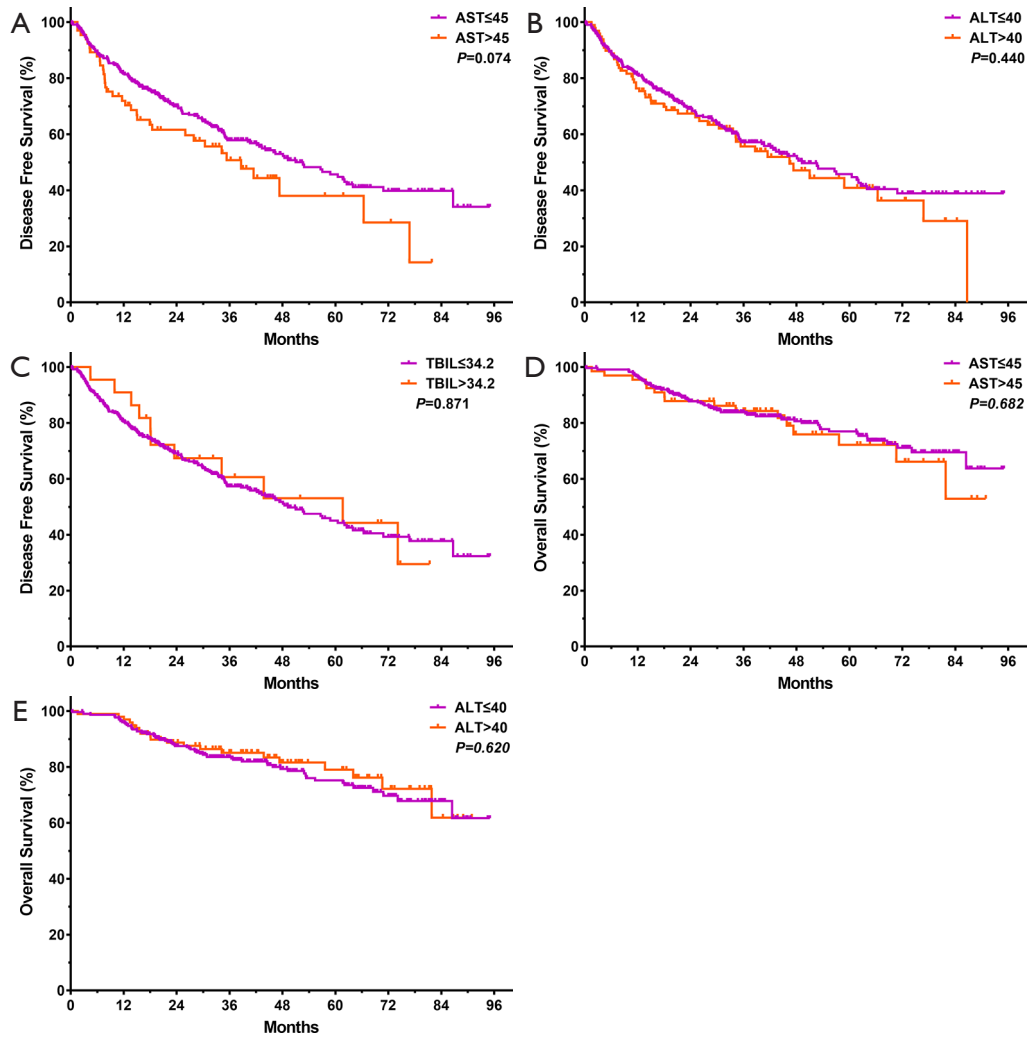 A
AST≤45
AST>45
P=0.074
Disease Free Survival (%)
100
80
60
40
20
0
0 12 24 36 48 60 72 84 96
Months
B
ALT≤40
ALT>40
P=0.440
Disease Free Survival (%)
100
80
60
40
20
0
0 12 24 36 48 60 72 84 96
Months
C
TBIL≤34.2
TBIL>34.2
P=0.871
Disease Free Survival (%)
100
80
60
40
20
0
0 12 24 36 48 60 72 84 96
Months
D
AST≤45
AST>45
P=0.682
Overall Survival (%)
100
80
60
40
20
0
0 12 24 36 48 60 72 84 96
Months
E
ALT≤40
ALT>40
P=0.620
Overall Survival (%)
100
80
60
40
20
0
0 12 24 36 48 60 72 84 96
Months